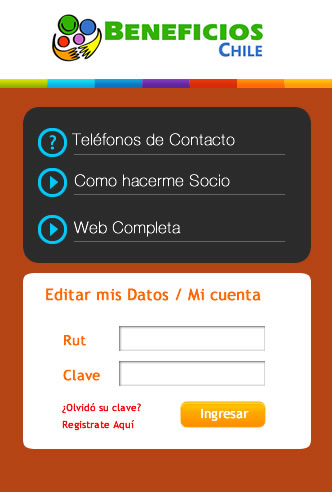 BENEFICIOS
CHILE
?
Teléfonos de Contacto
Como hacerme Socio
Web Completa
Editar mis Datos / Mi cuenta
Rut
Clave
¿Olvidó su clave?
Registrate Aquí
Ingresar